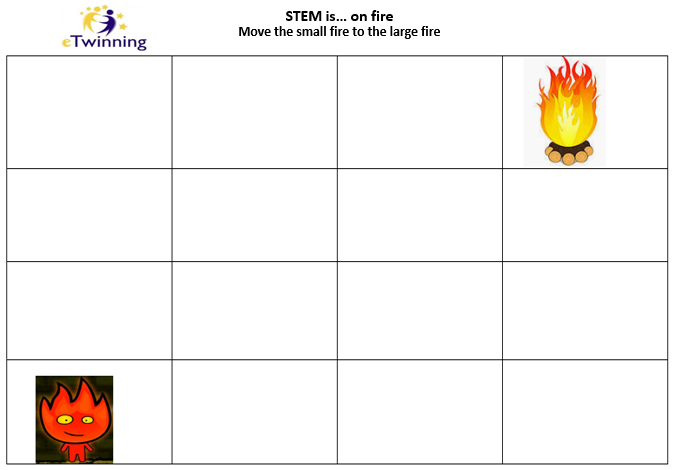 eTwinning
STEM is... on fire
Move the small fire to the large fire